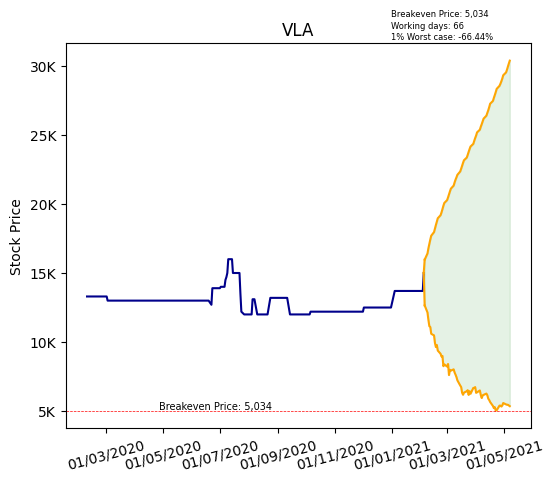 Breakeven Price: 5,034
Working days: 66
1% Worst case: -66.44%
VLA
Stock Price
30K
25K
20K
15K
10K
5K
Breakeven Price: 5,034
01/03/2020
01/05/2020
01/07/2020
01/09/2020
01/11/2020
01/01/2021
01/03/2021
01/05/2021